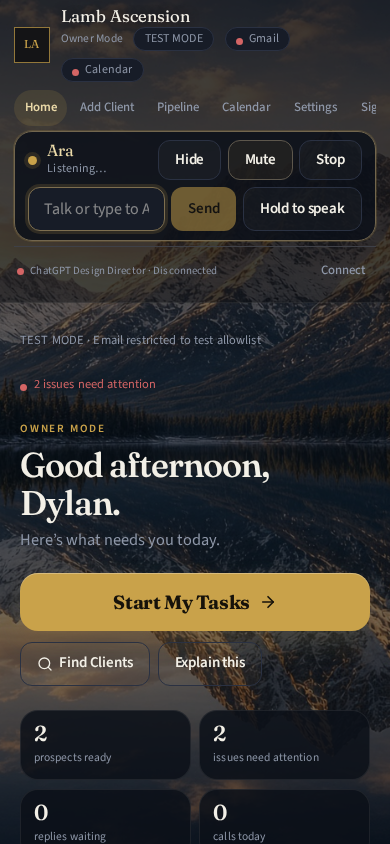 LA
Lamb Ascension
Owner Mode TEST MODE Gmail
Calendar
Home Add Client Pipeline Calendar Settings Sig
Ara
Listening...
Hide Mute Stop
Talk or type to A Send Hold to speak
ChatGPT Design Director · Disconnected Connect
TEST MODE · Email restricted to test allowlist
2 issues need attention
OWNER MODE
Good afternoon,
Dylan.
Here’s what needs you today.
Start My Tasks →
Find Clients Explain this
2 2
prospects ready issues need attention
0 0
replies waiting calls today